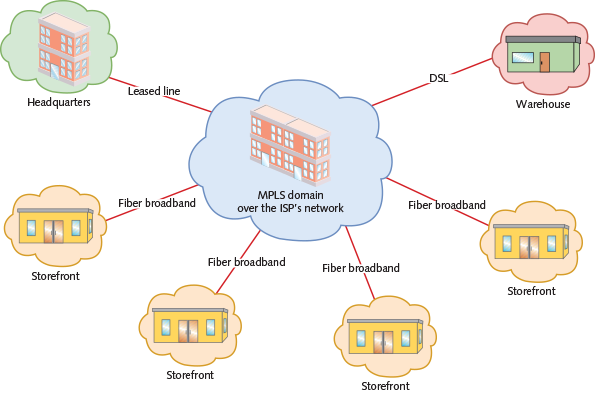 Headquarters
Leased line
DSL
Warehouse
MPLS domain
over the ISP's network
Fiber broadband
Fiber broadband
Storefront
Storefront
Fiber broadband
Fiber broadband
Storefront
Storefront